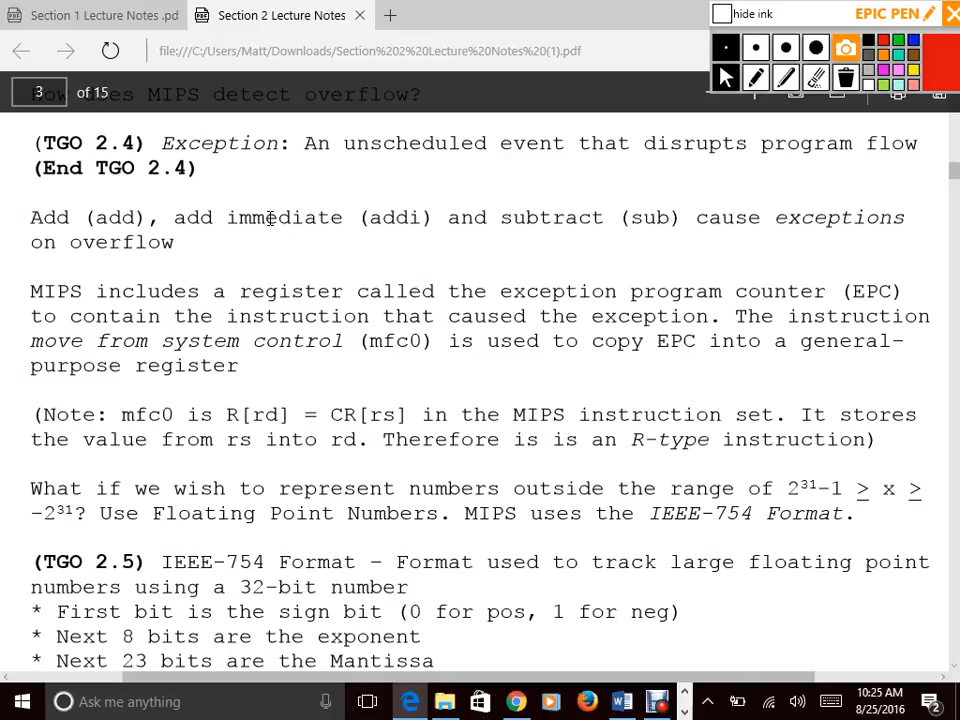 Section 1 Lecture Notes .pd
Section 2 Lecture Notes
hide ink
EPIC PEN
file:///C:/Users/Matt/Downloads/Section%202%20Lecture%20Notes%20(1).pdf
3 of 15
How does MIPS detect overflow?
(TGO 2.4) Exception: An unscheduled event that disrupts program flow
(End TGO 2.4)
Add (add), add immediate (addi) and subtract (sub) cause exceptions
on overflow
MIPS includes a register called the exception program counter (EPC)
to contain the instruction that caused the exception. The instruction
move from system control (mfc0) is used to copy EPC into a general-
purpose register
(Note: mfc0 is R[rd] = CR[rs] in the MIPS instruction set. It stores
the value from rs into rd. Therefore is is an R-type instruction)
What if we wish to represent numbers outside the range of 2³¹-1 ≥ x ≥
-2³¹? Use Floating Point Numbers. MIPS uses the IEEE-754 Format.
(TGO 2.5) IEEE-754 Format – Format used to track large floating point
numbers using a 32-bit number
* First bit is the sign bit (0 for pos, 1 for neg)
* Next 8 bits are the exponent
* Next 23 bits are the Mantissa
Ask me anything
10:25 AM
8/25/2016
2